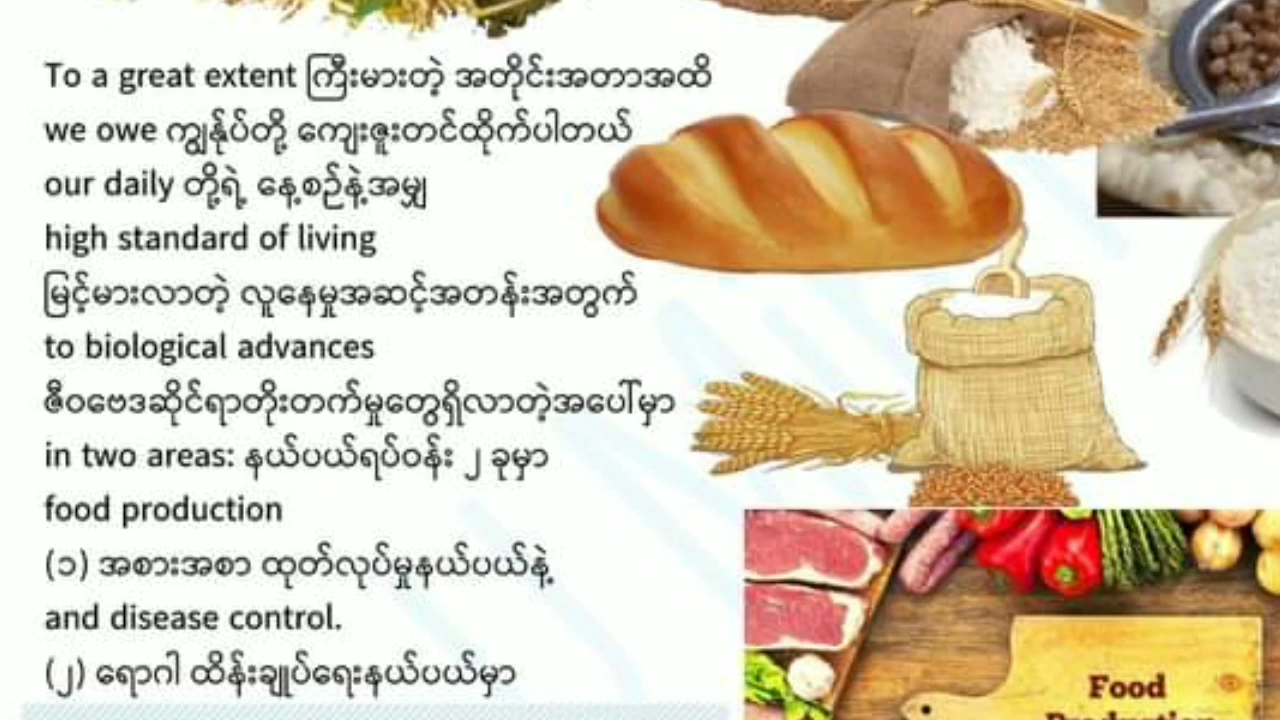 To a great extent ကြီးမားတဲ့ အတိုင်းအတာအထိ
we owe ကျွန်ုပ်တို့ ကျေးဇူးတင်ထိုက်ပါတယ်
our daily တို့ရဲ့ နေ့စဉ်နဲ့အမျှ
high standard of living
မြင့်မားလာတဲ့ လူနေမှုအဆင့်အတန်းအတွက်
to biological advances
ဇီဝဗေဒဆိုင်ရာတိုးတက်မှုတွေရှိလာတဲ့အပေါ်မှာ
in two areas: နယ်ပယ်ရပ်ဝန်း ၂ ခုမှာ
food production
(၁) အစားအစာ ထုတ်လုပ်မှုနယ်ပယ်နဲ့
and disease control.
(၂) ရောဂါ ထိန်းချုပ်ရေးနယ်ပယ်မှာ
Food